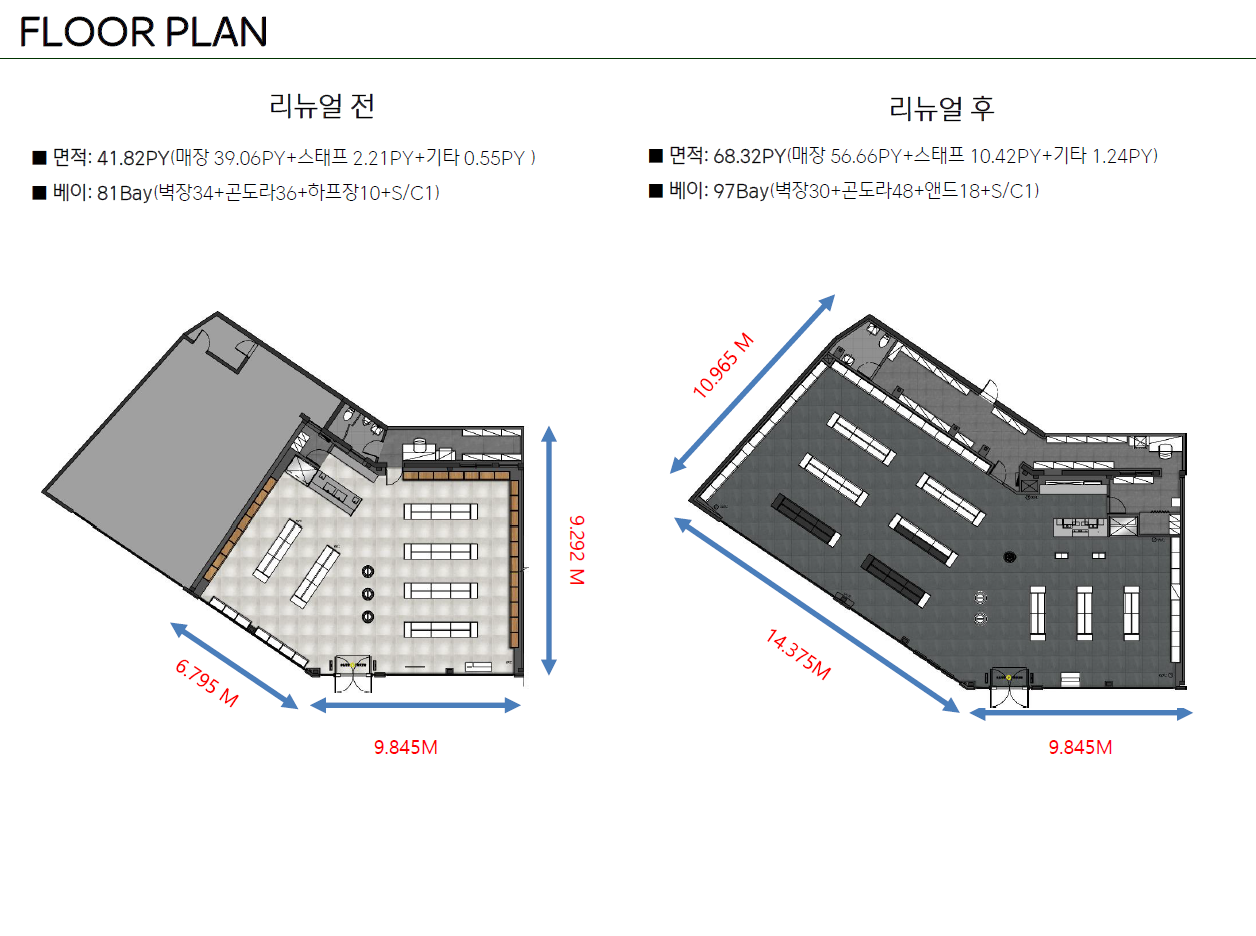 FLOOR PLAN
리뉴얼 전
■ 면적: 41.82PY(매장 39.06PY+스태프 2.21PY+기타 0.55PY )
■ 베이: 81Bay(벽장34+곤도라36+하프장10+S/C1)
리뉴얼 후
■ 면적: 68.32PY(매장 56.66PY+스태프 10.42PY+기타 1.24PY)
■ 베이: 97Bay(벽장30+곤도라48+앤드18+S/C1)
9.292 M
6.795 M
9.845M
10.965 M
14.375M
9.845M